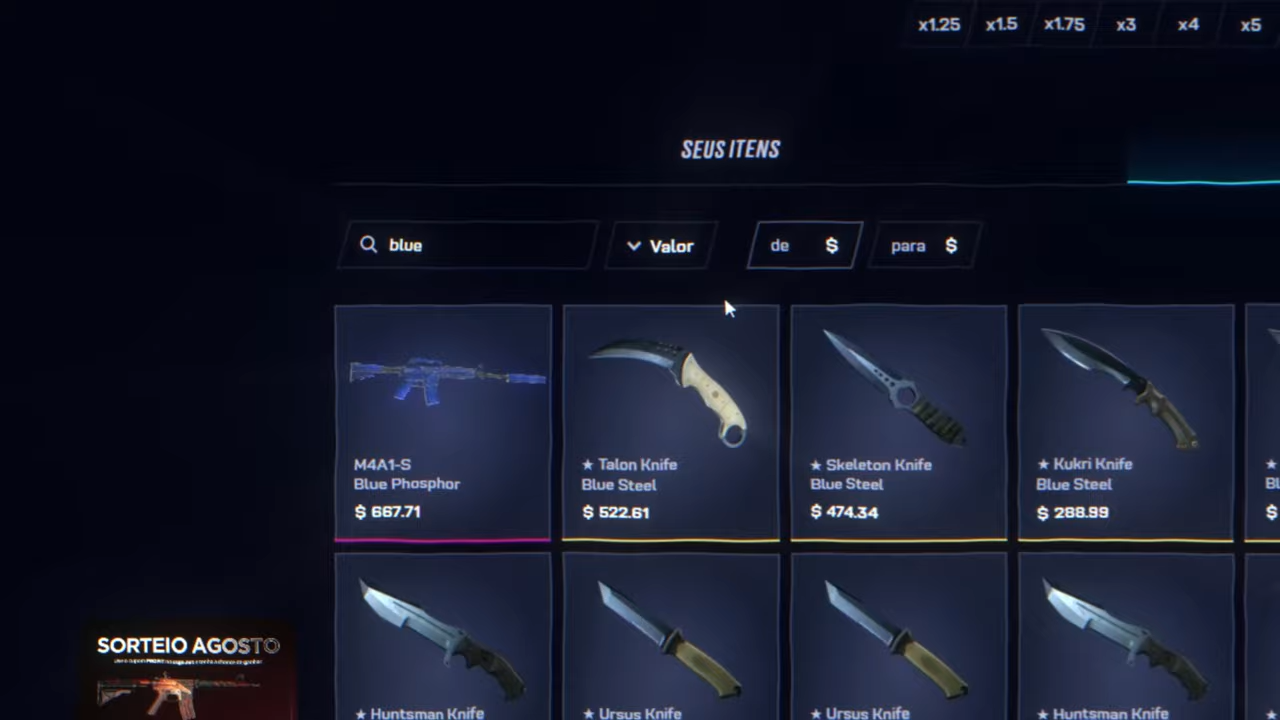 x1.25 x1.5 x1.75 x3 x4 x5
SEUS ITENS
blue Valor de $ para $
M4A1-S
Blue Phosphor
$ 667.71
★ Talon Knife
Blue Steel
$ 522.61
★ Skeleton Knife
Blue Steel
$ 474.34
★ Kukri Knife
Blue Steel
$ 288.99
★
$
SORTEIO AGOSTO
★ Huntsman Knife
★ Ursus Knife
★ Ursus Knife
★ Huntsman Knife
★